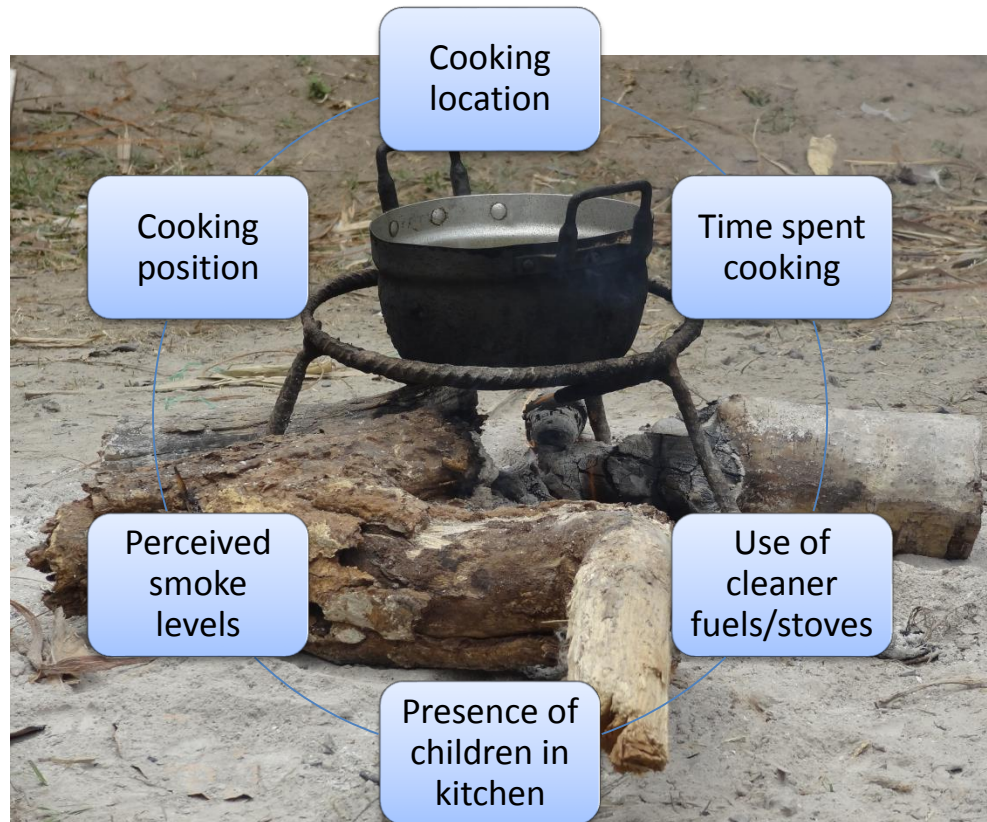 Cooking
location
Time spent
cooking
Use of
cleaner
fuels/stoves
Presence of
children in
kitchen
Perceived
smoke
levels
Cooking
position